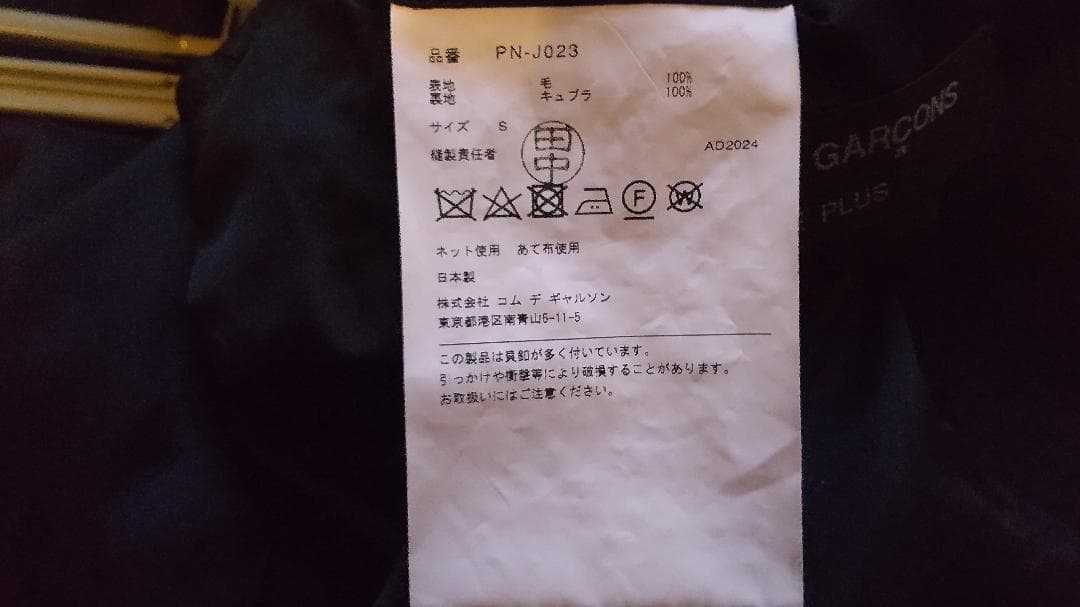 品番 PN-J023
表地 毛 100%
裏地 キュプラ 100%
サイズ S
縫製責任者 田中
AD2024
F
W
ネット使用 あて布使用
日本製
株式会社 コム デ ギャルソン
東京都港区南青山5-11-5
この製品は貝釦が多く付いています。
引っかけや衝撃等により破損することがあります。
お取扱いにはご注意ください。
GARÇONS
PLUS